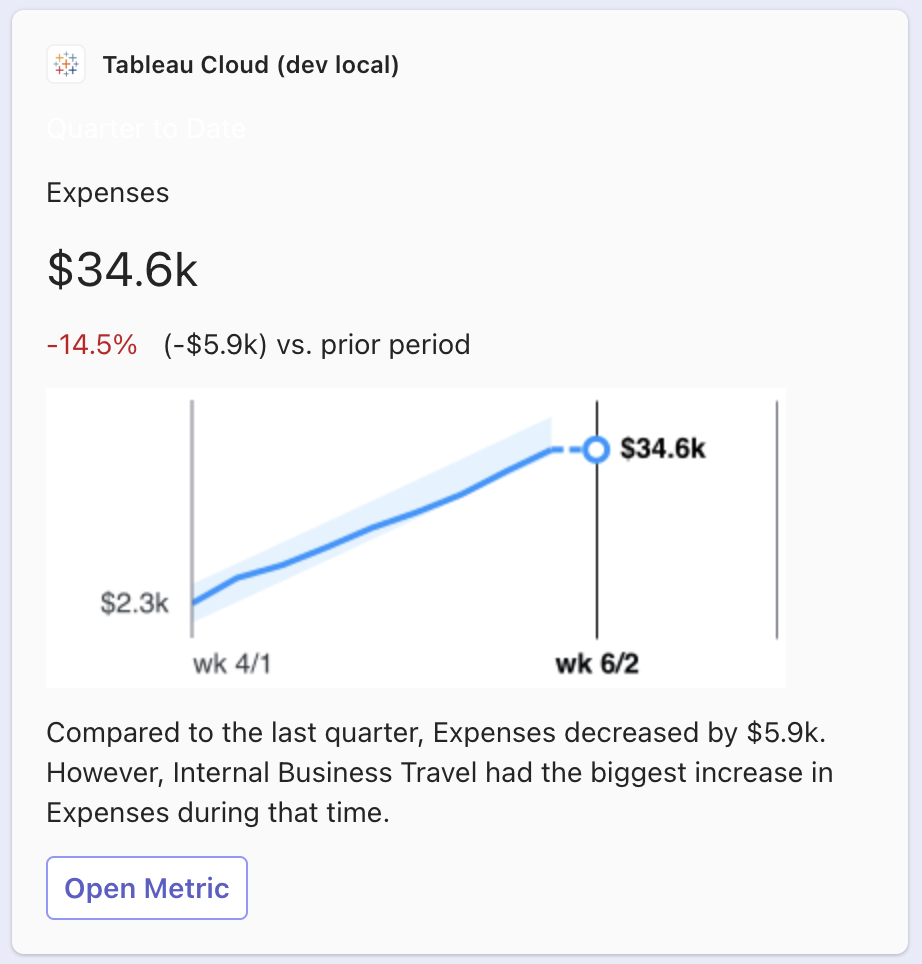 Tableau Cloud (dev local)
Quarter to Date
Expenses
$34.6k
-14.5% (-$5.9k) vs. prior period
$34.6k
$2.3k
wk 4/1 wk 6/2
Compared to the last quarter, Expenses decreased by $5.9k.
However, Internal Business Travel had the biggest increase in
Expenses during that time.
Open Metric